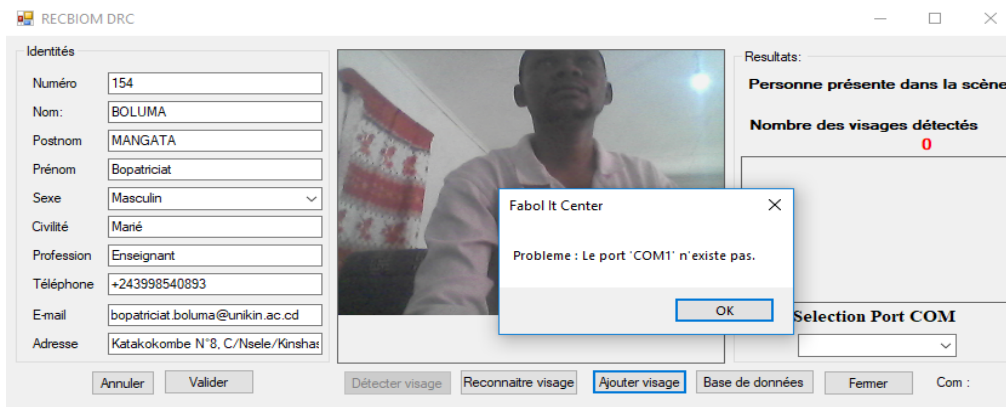 RECBIOM DRC
Identités
Numéro 154
Nom: BOLUMA
Postnom MANGATA
Prénom Bopatriciat
Sexe Masculin
Civilité Marié
Profession Enseignant
Téléphone +243998540893
E-mail bopatriciat.boluma@unikin.ac.cd
Adresse Katakokombe N°8, C/Nsele/Kinshas
Annuler Valider
Fabol It Center
Probleme : Le port 'COM1' n'existe pas.
OK
Resultats:
Personne présente dans la scène
Nombre des visages détectés
0
Selection Port COM
Détecter visage Reconnaitre visage Ajouter visage Base de données Fermer Com :